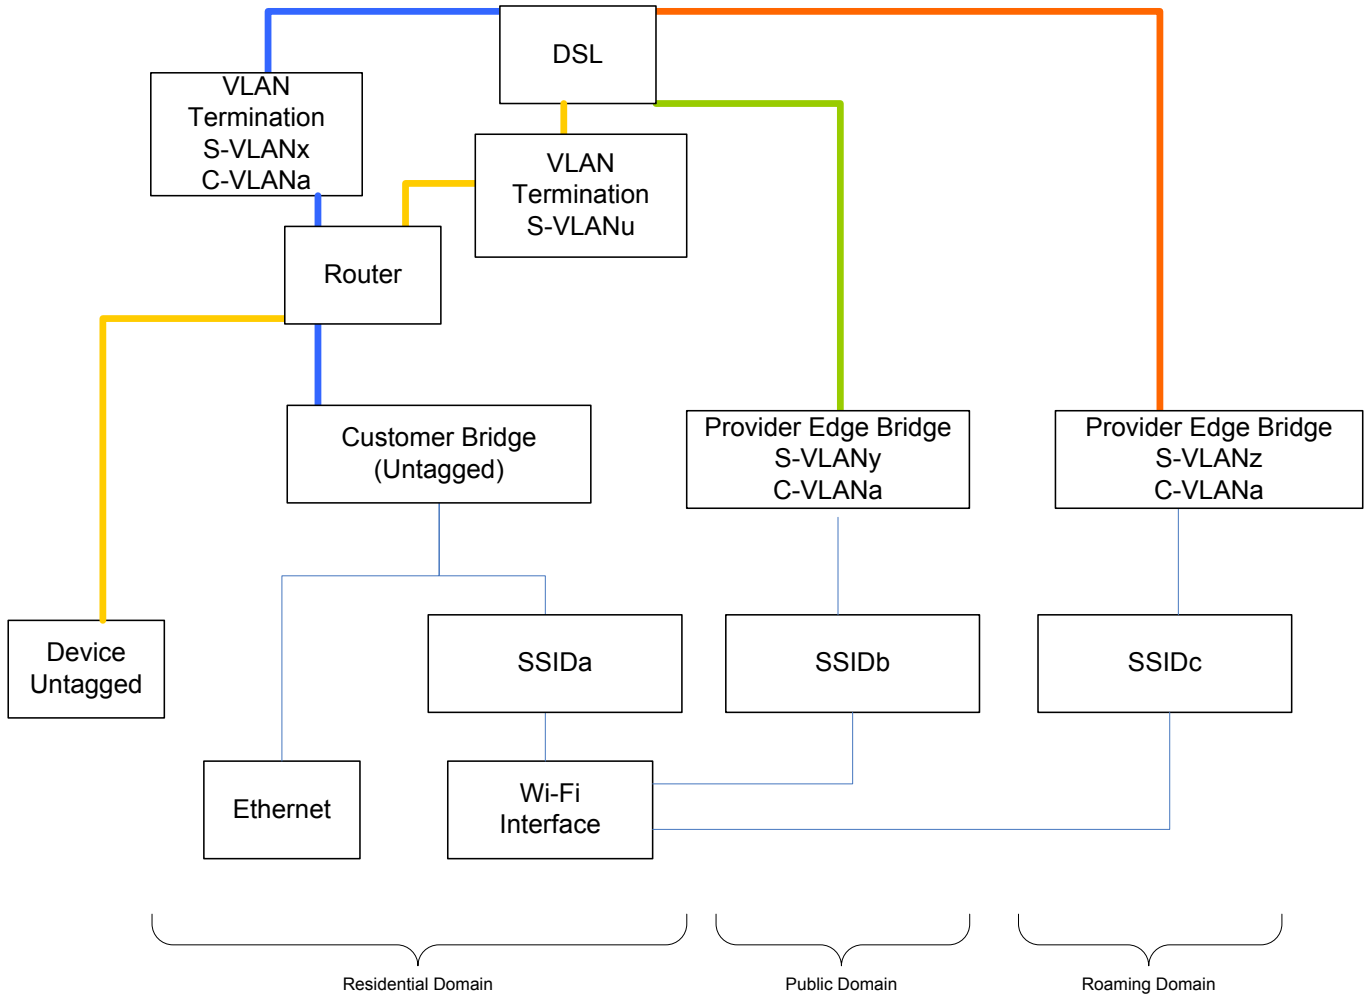 DSL
VLAN
Termination
S-VLANx
C-VLANa
VLAN
Termination
S-VLANu
Router
Customer Bridge
(Untagged)
Provider Edge Bridge
S-VLANy
C-VLANa
Provider Edge Bridge
S-VLANz
C-VLANa
Device
Untagged
SSIDa
SSIDb
SSIDc
Ethernet
Wi-Fi
Interface
Residential Domain
Public Domain
Roaming Domain